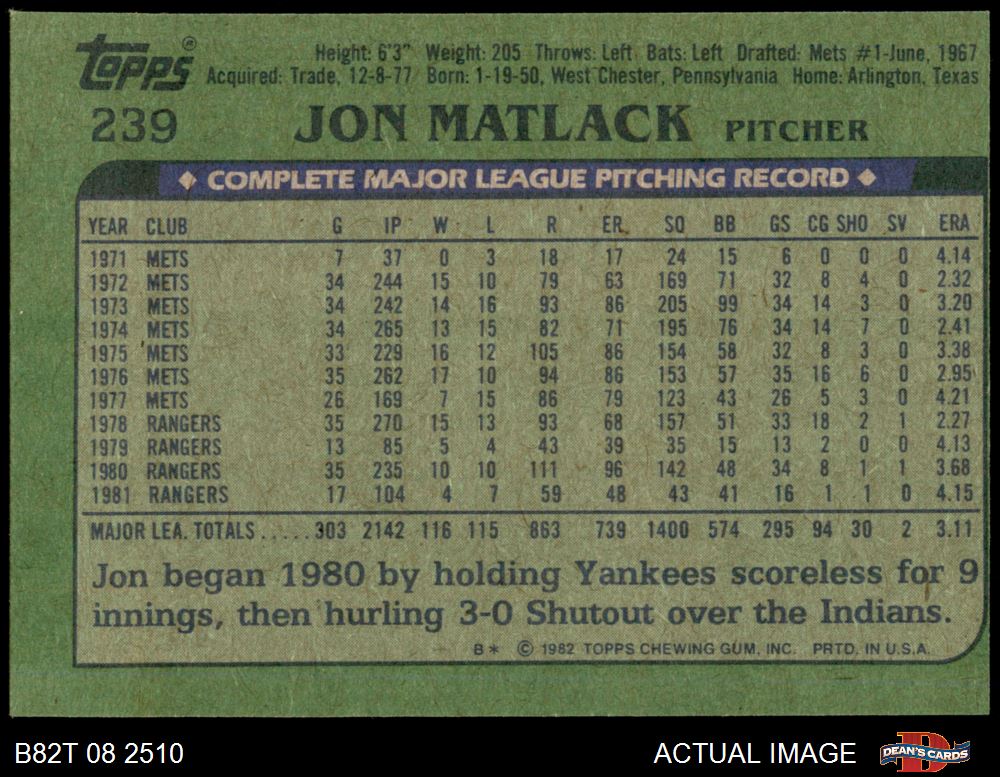 topps®
Height: 6'3" Weight: 205 Throws: Left Bats: Left Drafted: Mets #1-June, 1967
Acquired: Trade, 12-8-77 Born: 1-19-50, West Chester, Pennsylvania Home: Arlington, Texas
239 JON MATLACK PITCHER
◆ COMPLETE MAJOR LEAGUE PITCHING RECORD ◆
YEAR CLUB G IP W L R ER SO BB GS CG SHO SV ERA
1971 METS 7 37 0 3 18 17 24 15 6 0 0 0 4.14
1972 METS 34 244 15 10 79 63 169 71 32 8 4 0 2.32
1973 METS 34 242 14 16 93 86 205 99 34 14 3 0 3.20
1974 METS 34 265 13 15 82 71 195 76 34 14 7 0 2.41
1975 METS 33 229 16 12 105 86 154 58 32 8 3 0 3.38
1976 METS 35 262 17 10 94 86 153 57 35 16 6 0 2.95
1977 METS 26 169 7 15 86 79 123 43 26 5 3 0 4.21
1978 RANGERS 35 270 15 13 93 68 157 51 33 18 2 1 2.27
1979 RANGERS 13 85 5 4 43 39 35 15 13 2 0 0 4.13
1980 RANGERS 35 235 10 10 111 96 142 48 34 8 1 1 3.68
1981 RANGERS 17 104 4 7 59 48 43 41 16 1 1 0 4.15
MAJOR LEA. TOTALS ..... 303 2142 116 115 863 739 1400 574 295 94 30 2 3.11
Jon began 1980 by holding Yankees scoreless for 9
innings, then hurling 3-0 Shutout over the Indians.
B* © 1982 TOPPS CHEWING GUM, INC. PRTD. IN U.S.A.
B82T 08 2510 ACTUAL IMAGE DEAN'S CARDS